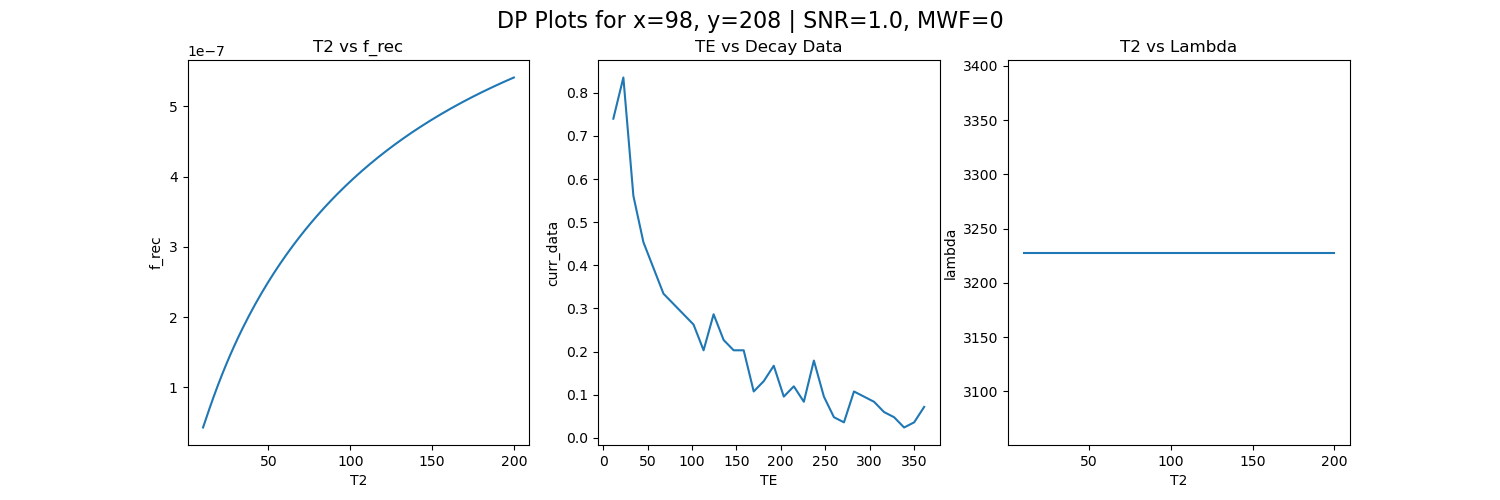 DP Plots for x=98, y=208 | SNR=1.0, MWF=0
T2 vs f_rec
1e−7
5
4
3
2
1
f_rec
50 100 150 200
T2
TE vs Decay Data
0.8
0.7
0.6
0.5
0.4
0.3
0.2
0.1
0.0
curr_data
0 50 100 150 200 250 300 350
TE
T2 vs Lambda
3400
3350
3300
3250
3200
3150
3100
lambda
50 100 150 200
T2